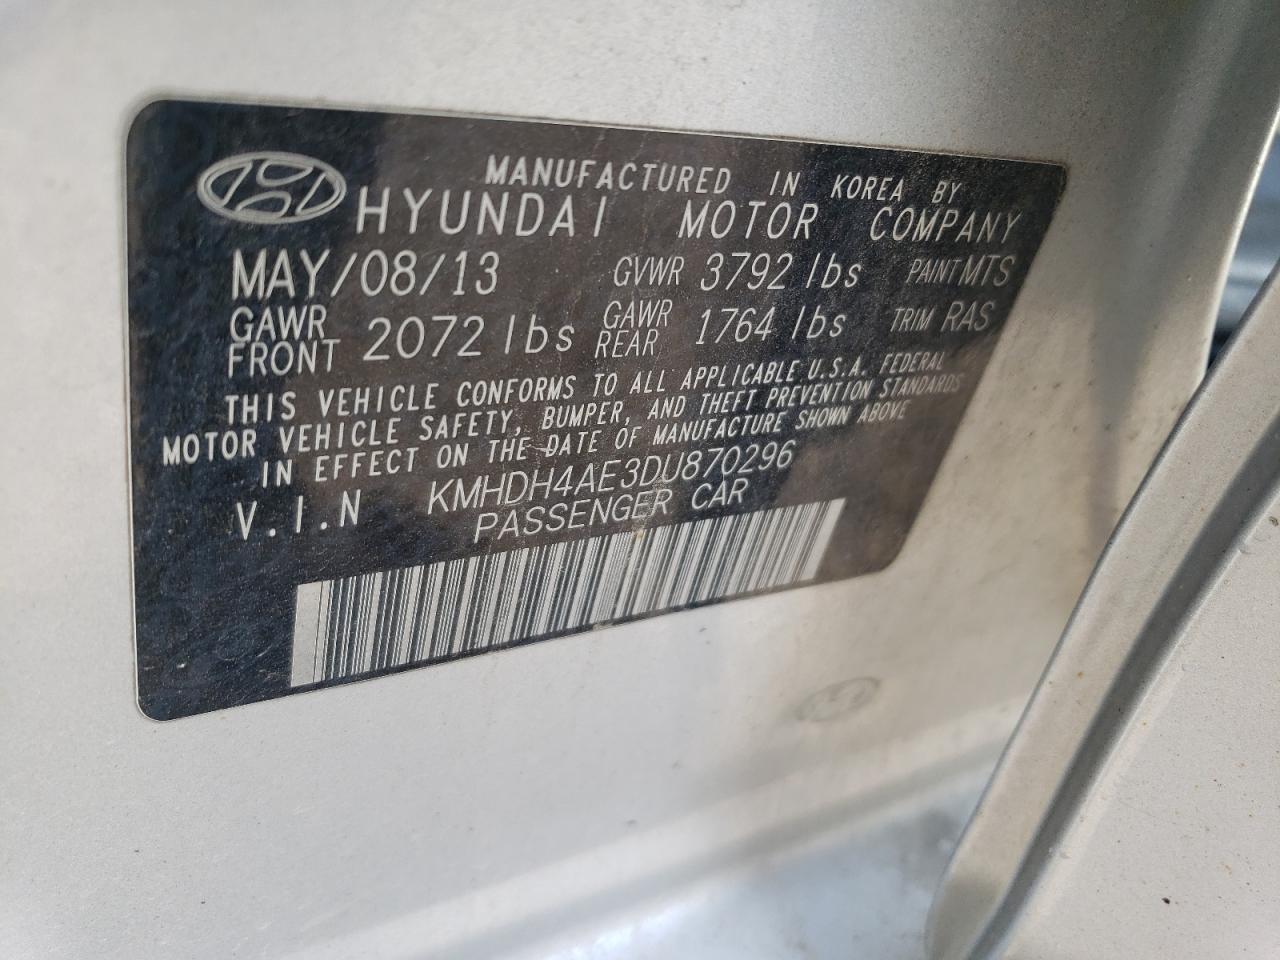 MANUFACTURED IN KOREA BY
HYUNDAI MOTOR COMPANY
MAY/08/13 GVWR 3792 lbs PAINT MTS
GAWR FRONT 2072 lbs GAWR REAR 1764 lbs TRIM RAS
THIS VEHICLE CONFORMS TO ALL APPLICABLE U.S.A. FEDERAL
MOTOR VEHICLE SAFETY, BUMPER, AND THEFT PREVENTION STANDARDS
IN EFFECT ON THE DATE OF MANUFACTURE SHOWN ABOVE
V.I.N KMHDH4AE3DU870296
PASSENGER CAR